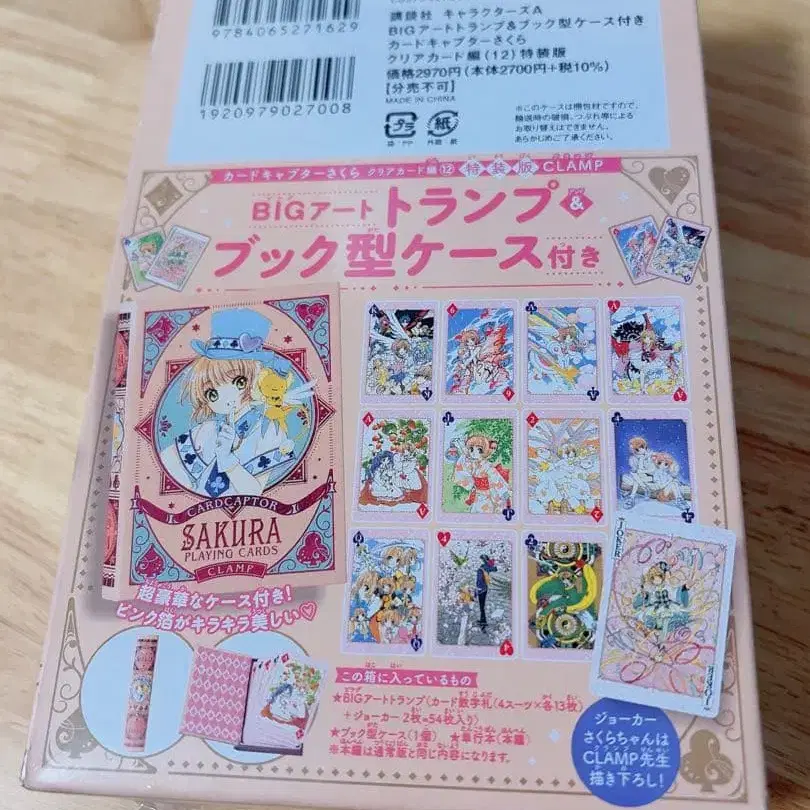 9784065271629
1920979027008
講談社 キャラクターズA
BIGアートトランプ&ブック型ケース付き
カードキャプターさくら
クリアカード編(12)特装版
価格2970円(本体2700円+税10%)
【分売不可】
MADE IN CHINA
プラ
紙
※このケースは梱包材ですので、
輸送時の破損、つぶれ等による
お取り替えはできません。
あらかじめご了承ください。
カードキャプターさくら クリアカード編⑫ 特装版 CLAMP
BIGアートトランプ&
ブック型ケース付き
CARDCAPTOR
SAKURA
PLAYING CARDS
CLAMP
超豪華なケース付き!
ピンク箔がキラキラ美しい♡
この箱に入っているもの
★BIGアートトランプ(カード数字札(4スーツ×各13枚)
+ジョーカー2枚=54枚入り)
★ブック型ケース(1個) ★単行本(本編)
※本編は通常版と同じ内容になります。
JOKER
JOKER
ジョーカー
さくらちゃんは
CLAMP先生
描き下ろし!